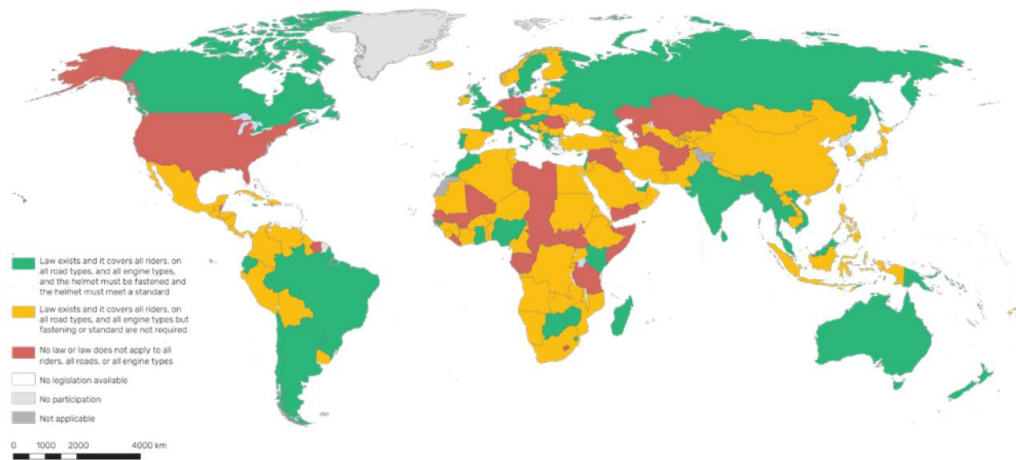 Law exists and it covers all riders, on
all road types, and all engine types,
and the helmet must be fastened and
the helmet must meet a standard
Law exists and it covers all riders, on
all road types, and all engine types but
fastening or standard are not required
No law or law does not apply to all
riders, all roads, or all engine types
No legislation available
No participation
Not applicable
0 1000 2000 4000 km